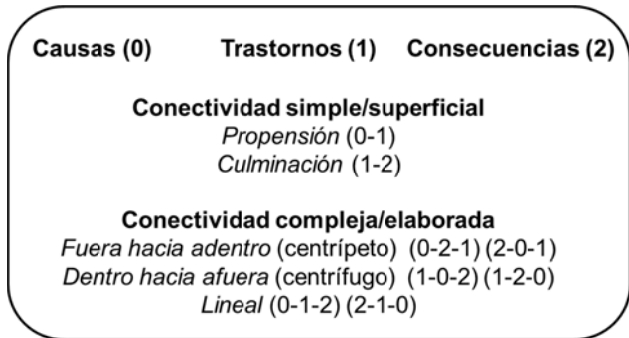 Causas (0) Trastornos (1) Consecuencias (2)
Conectividad simple/superficial
Propensión (0-1)
Culminación (1-2)
Conectividad compleja/elaborada
Fuera hacia adentro (centrípeto) (0-2-1) (2-0-1)
Dentro hacia afuera (centrífugo) (1-0-2) (1-2-0)
Lineal (0-1-2) (2-1-0)